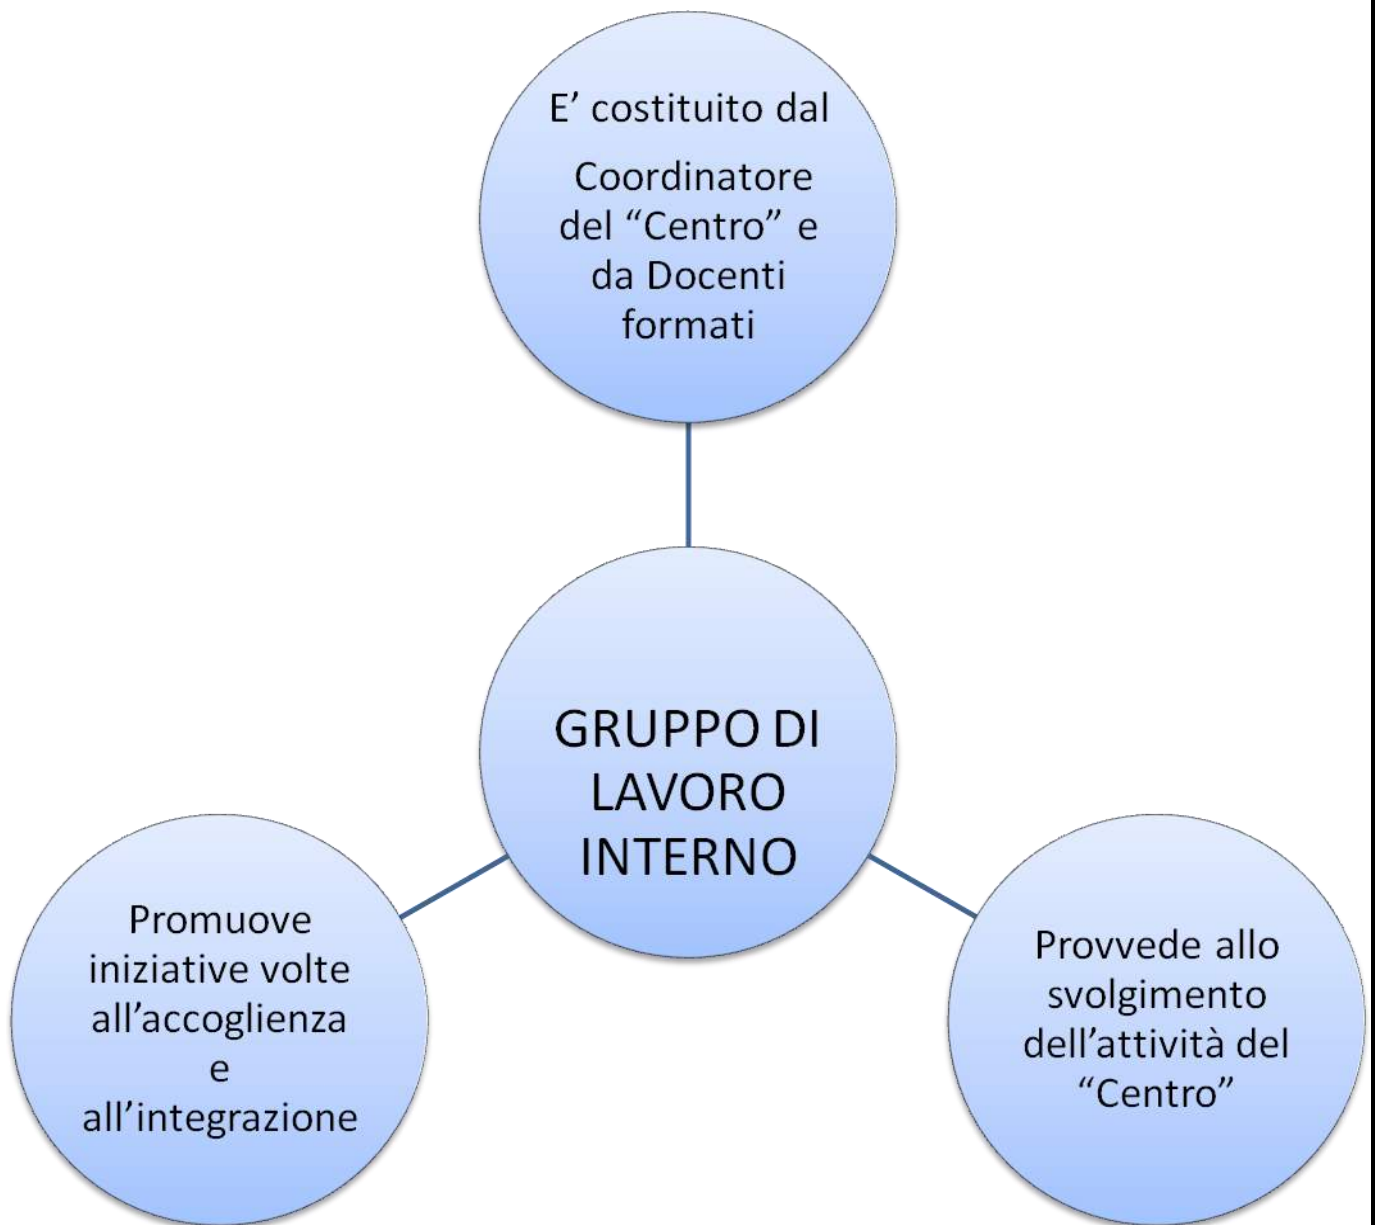 E’ costituito dal
Coordinatore
del “Centro” e
da Docenti
formati
GRUPPO DI
LAVORO
INTERNO
Promuove
iniziative volte
all’accoglienza
e
all’integrazione
Provvede allo
svolgimento
dell’attività del
“Centro”